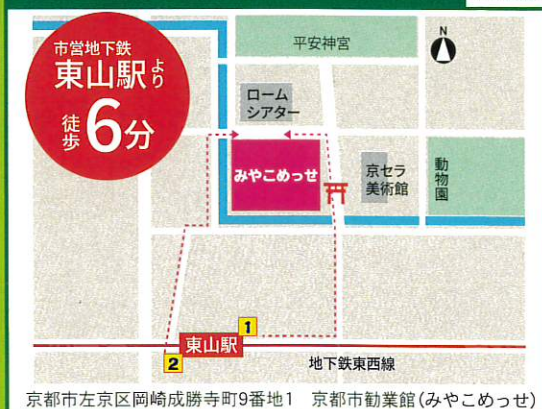 市営地下鉄
東山駅より
徒歩6分
平安神宮
N
ローム
シアター
みやこめっせ
京セラ
美術館
動物園
1
東山駅
2
地下鉄東西線
京都市左京区岡崎成勝寺町9番地1 京都市勧業館(みやこめっせ)